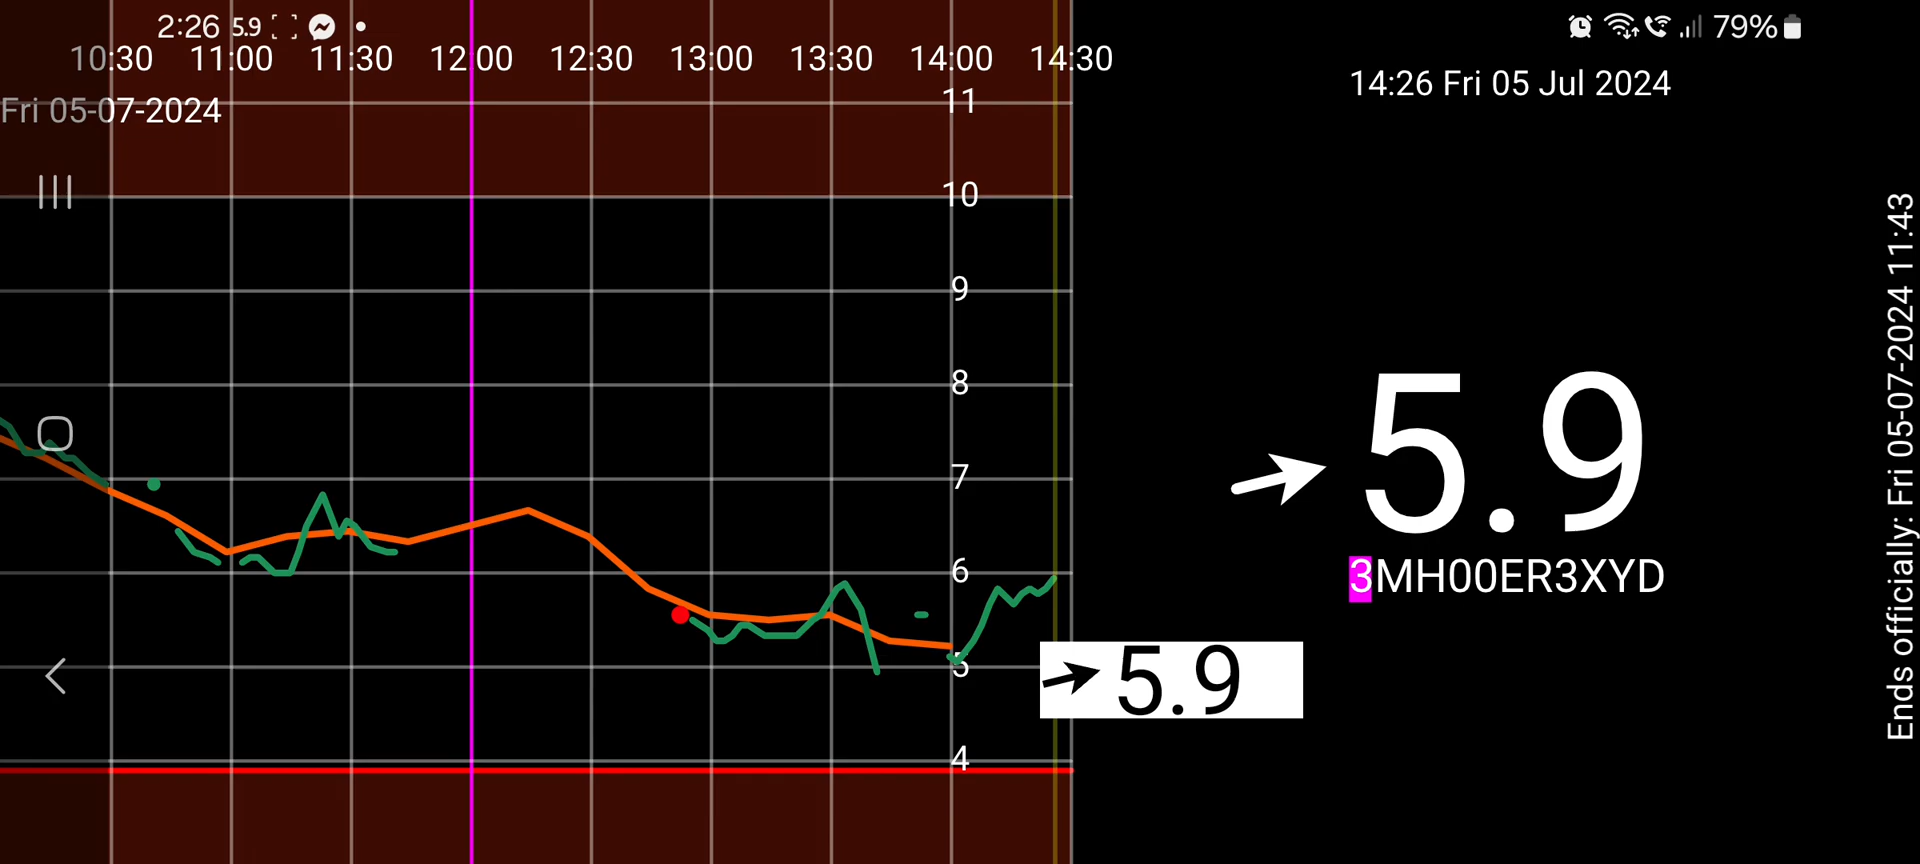 2:26 5.9 79%
10:30 11:00 11:30 12:00 12:30 13:00 13:30 14:00 14:30
14:26 Fri 05 Jul 2024
Fri 05-07-2024
11
10
9
8
7
6
5
4
5.9
3MH00ER3XYD
5.9
Ends officially: Fri 05-07-2024 11:43